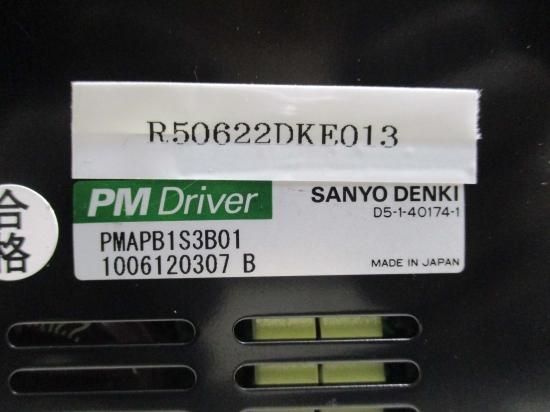 R50622DKE013
PM Driver
SANYO DENKI
D5-1-40174-1
PMAPB1S3B01
1006120307 B
MADE IN JAPAN
合格